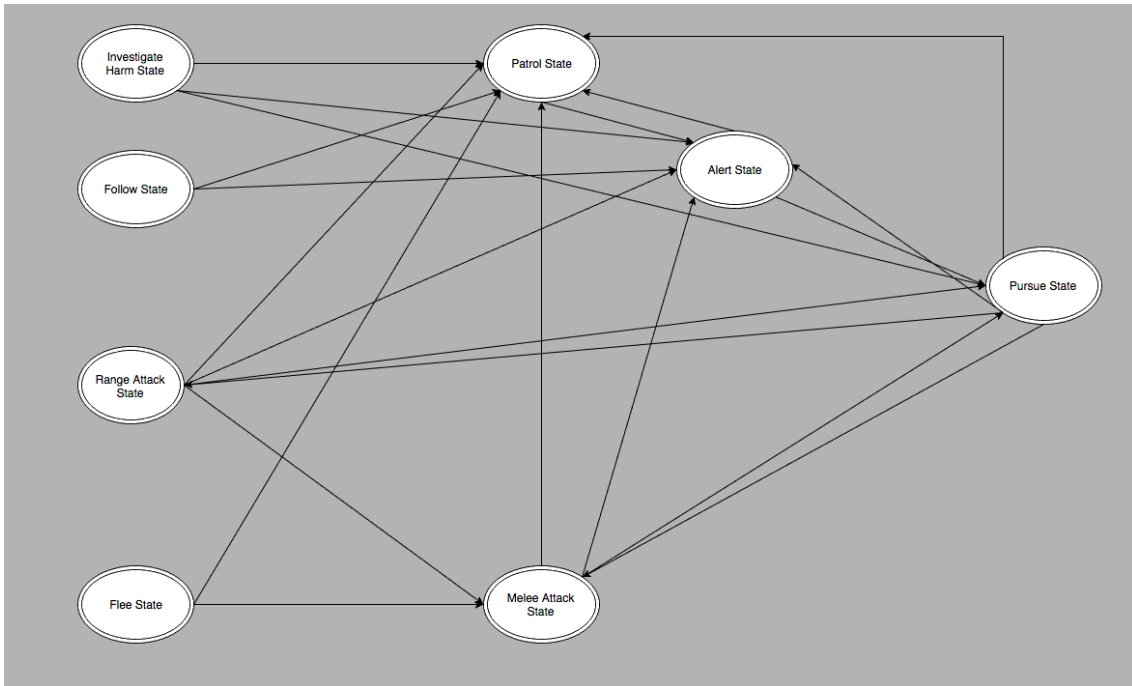 Investigate
Harm State
Patrol State
Alert State
Follow State
Pursue State
Range Attack
State
Flee State
Melee Attack
State